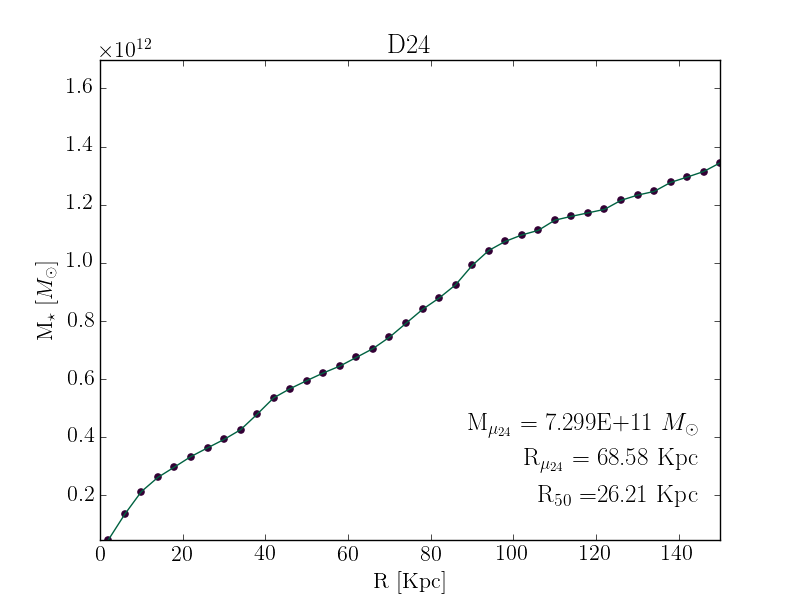 ×10¹²
D24
1.6
1.4
1.2
1.0
0.8
0.6
0.4
0.2
M⋆ [M⊙]
M_μ₂₄ = 7.299E+11 M⊙
R_μ₂₄ = 68.58 Kpc
R₅₀ =26.21 Kpc
0 20 40 60 80 100 120 140
R [Kpc]